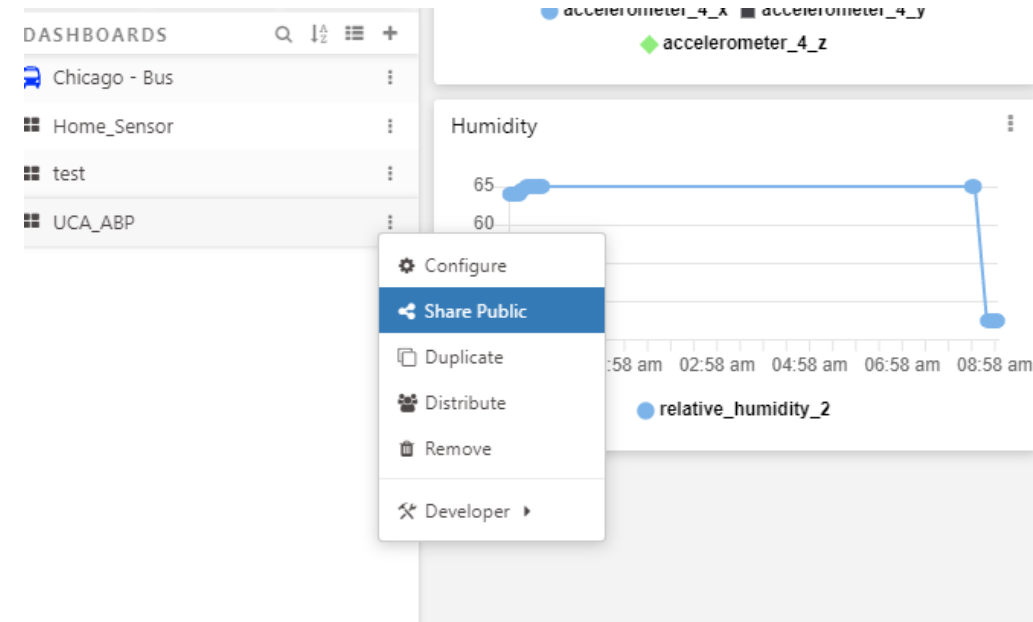 accelerometer_4_x accelerometer_4_y
accelerometer_4_z
DASHBOARDS
Chicago - Bus
Home_Sensor
test
UCA_ABP
Configure
Share Public
Duplicate
Distribute
Remove
Developer
Humidity
65
60
:58 am 02:58 am 04:58 am 06:58 am 08:58 am
relative_humidity_2